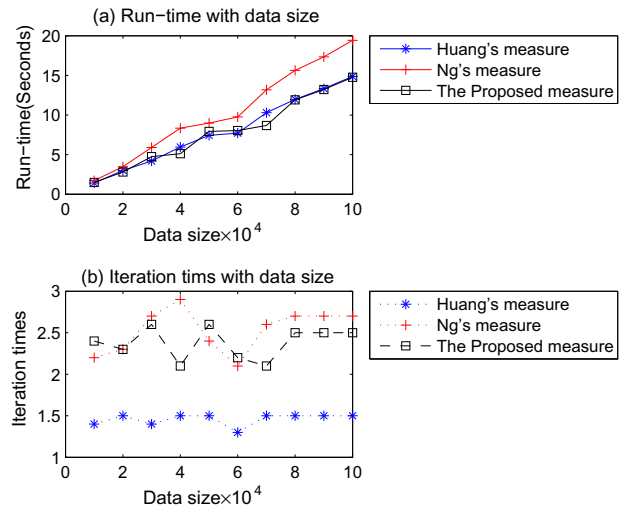 (a) Run−time with data size
20
15
10
5
0
Run−time(Seconds)
0 2 4 6 8 10
Data size×10^4
Huang's measure
Ng's measure
The Proposed measure
(b) Iteration tims with data size
3
2.5
2
1.5
1
Iteration times
0 2 4 6 8 10
Data size×10^4
Huang's measure
Ng's measure
The Proposed measure